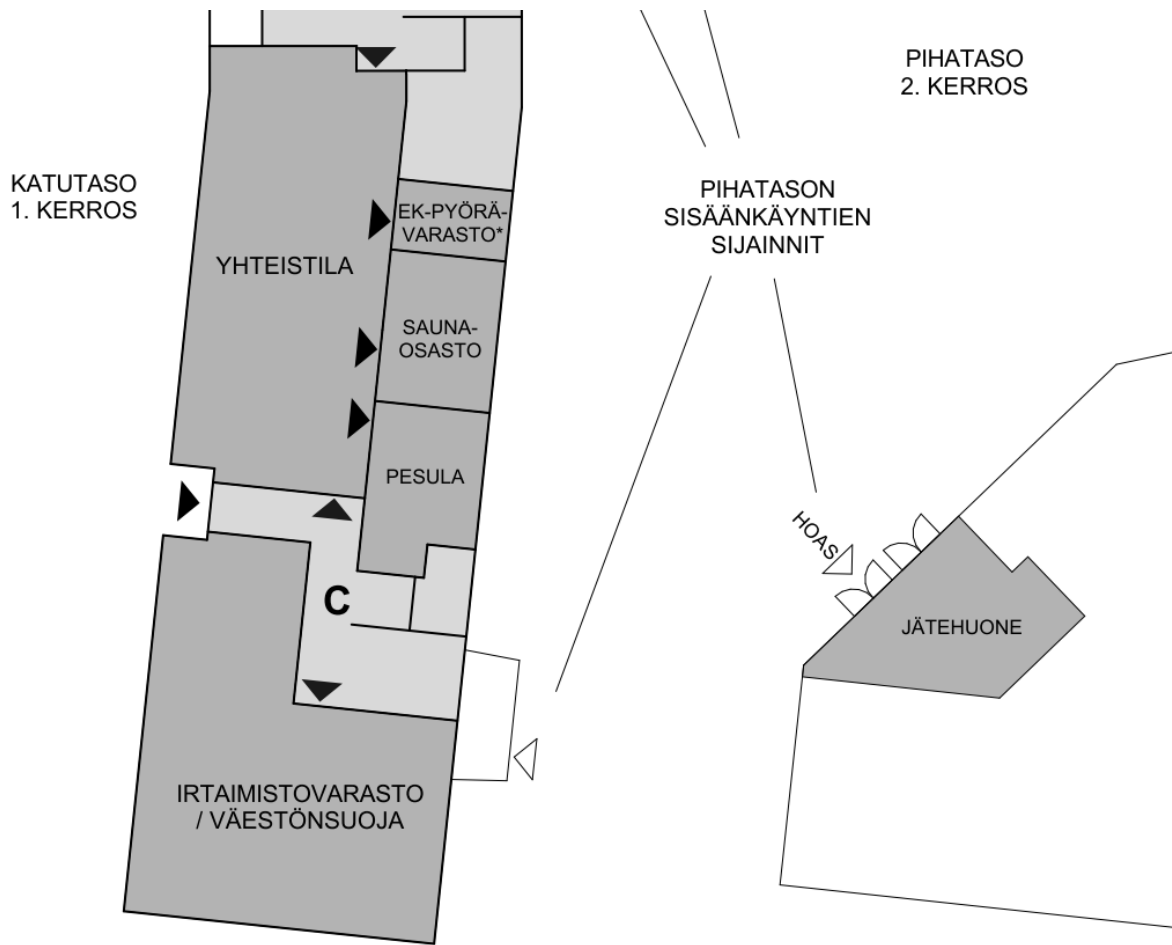 PIHATASO
2. KERROS
KATUTASO
1. KERROS
PIHATASON
SISÄÄNKÄYNTIEN
SIJAINNIT
EK-PYÖRÄ-
VARASTO*
YHTEISTILA
SAUNA-
OSASTO
PESULA
HOAS
C
JÄTEHUONE
IRTAIMISTOVARASTO
/ VÄESTÖNSUOJA